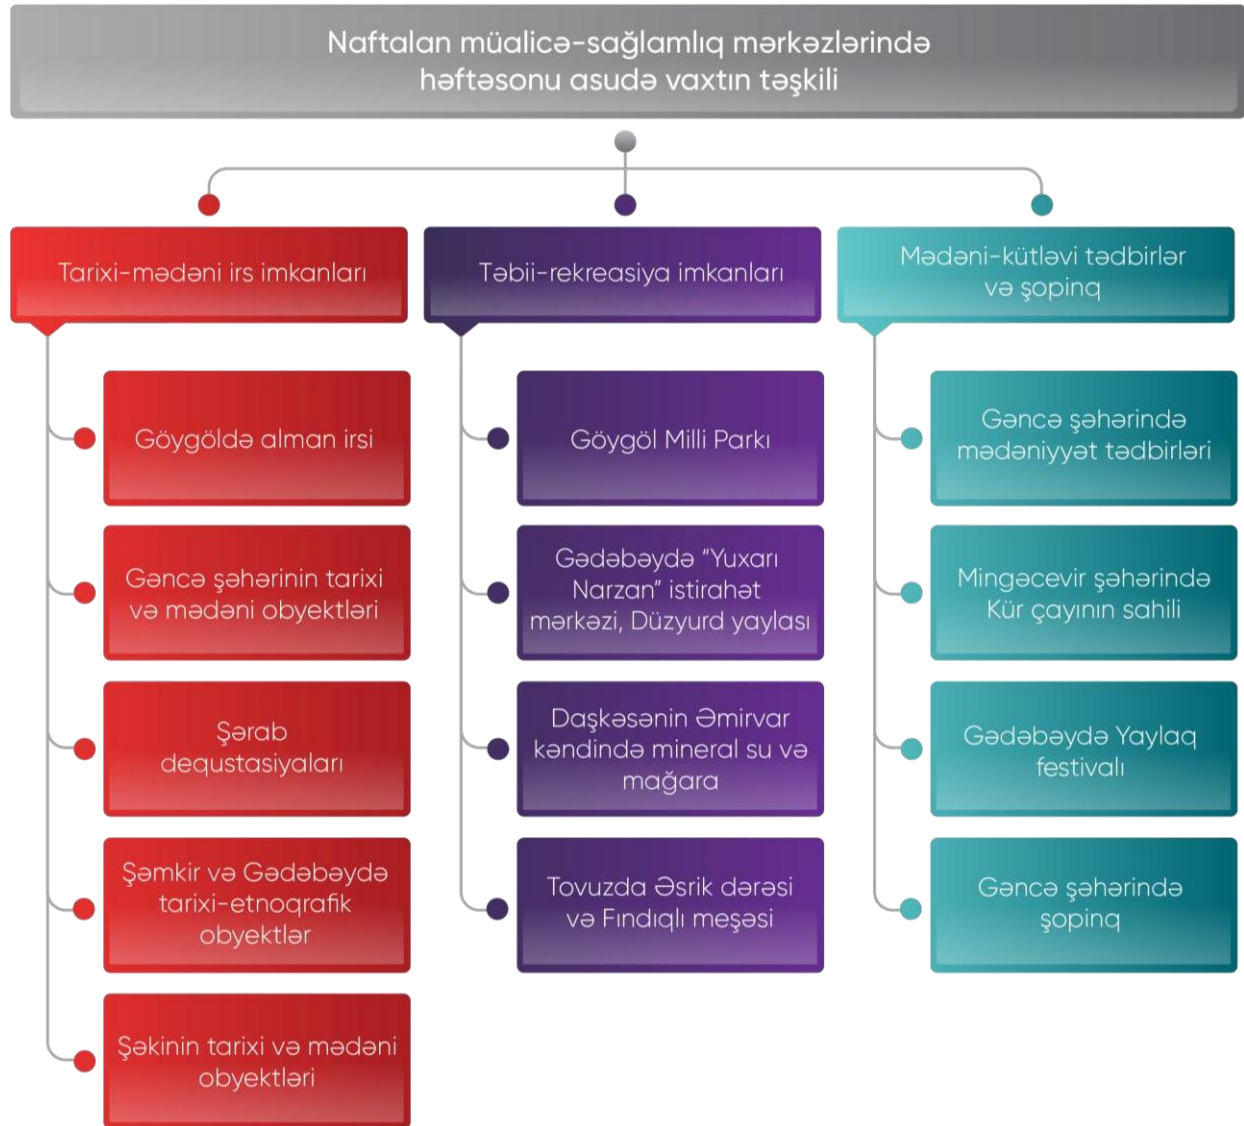 Naftalan müalicə-sağlamlıq mərkəzlərində
həftəsonu asudə vaxtın təşkili
Tarixi-mədəni irs imkanları
Göygöldə alman irsi
Gəncə şəhərinin tarixi
və mədəni obyektləri
Şərab
dequstasiyaları
Şəmkir və Gədəbəydə
tarixi-etnoqrafik
obyektlər
Şəkinin tarixi və mədəni
obyektləri
Təbii-rekreasiya imkanları
Göygöl Milli Parkı
Gədəbəydə “Yuxarı
Narzan” istirahət
mərkəzi, Düzyurd yaylası
Daşkəsənin Əmirvar
kəndində mineral su və
mağara
Tovuzda Əsrik dərəsi
və Fındıqlı meşəsi
Mədəni-kütləvi tədbirlər
və şopinq
Gəncə şəhərində
mədəniyyət tədbirləri
Mingəcevir şəhərində
Kür çayının sahili
Gədəbəydə Yaylaq
festivalı
Gəncə şəhərində
şopinq